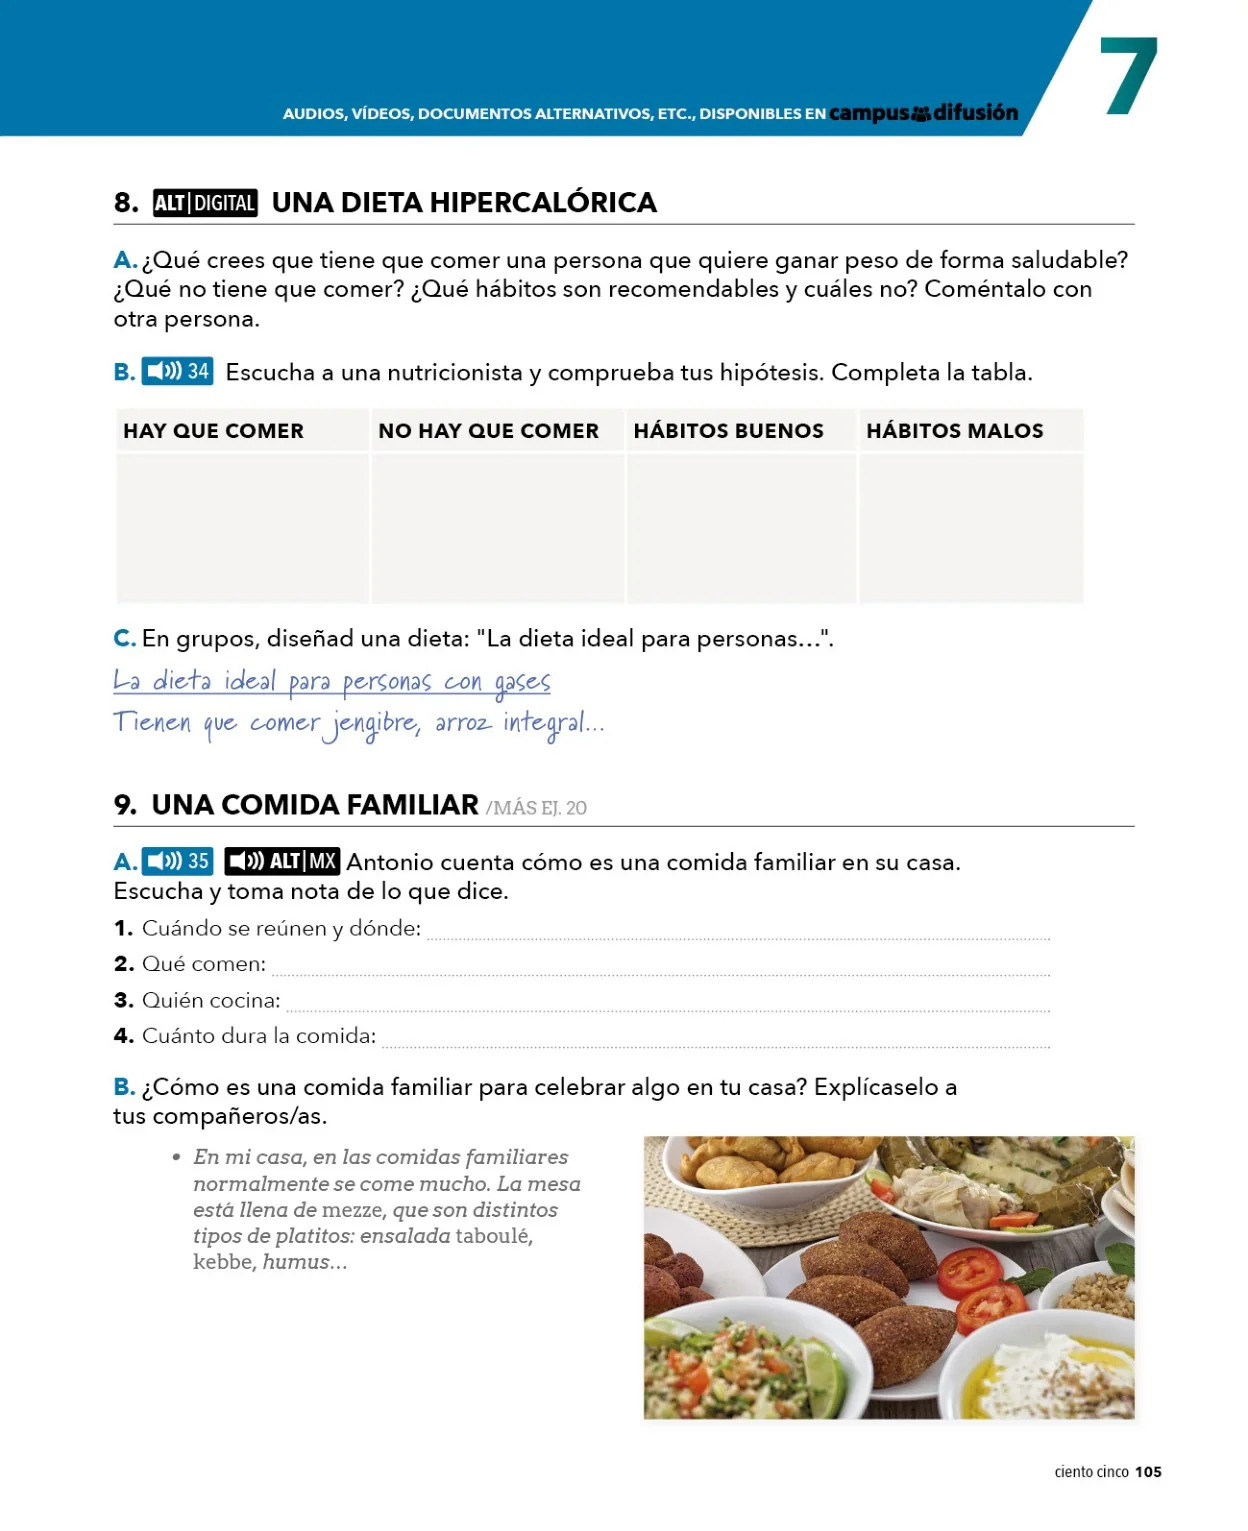 7
AUDIOS, VÍDEOS, DOCUMENTOS ALTERNATIVOS, ETC., DISPONIBLES EN campus difusión
8. ALT|DIGITAL UNA DIETA HIPERCALÓRICA
A. ¿Qué crees que tiene que comer una persona que quiere ganar peso de forma saludable?
¿Qué no tiene que comer? ¿Qué hábitos son recomendables y cuáles no? Coméntalo con
otra persona.
B. 34 Escucha a una nutricionista y comprueba tus hipótesis. Completa la tabla.
HAY QUE COMER NO HAY QUE COMER HÁBITOS BUENOS HÁBITOS MALOS
C. En grupos, diseñad una dieta: "La dieta ideal para personas...".
La dieta ideal para personas con gases
Tienen que comer jengibre, arroz integral...
9. UNA COMIDA FAMILIAR /MÁS EJ. 20
A. 35 ALT|MX Antonio cuenta cómo es una comida familiar en su casa.
Escucha y toma nota de lo que dice.
1. Cuándo se reúnen y dónde:
2. Qué comen:
3. Quién cocina:
4. Cuánto dura la comida:
B. ¿Cómo es una comida familiar para celebrar algo en tu casa? Explícaselo a
tus compañeros/as.
• En mi casa, en las comidas familiares
normalmente se come mucho. La mesa
está llena de mezze, que son distintos
tipos de platitos: ensalada taboulé,
kebbe, humus...
ciento cinco 105